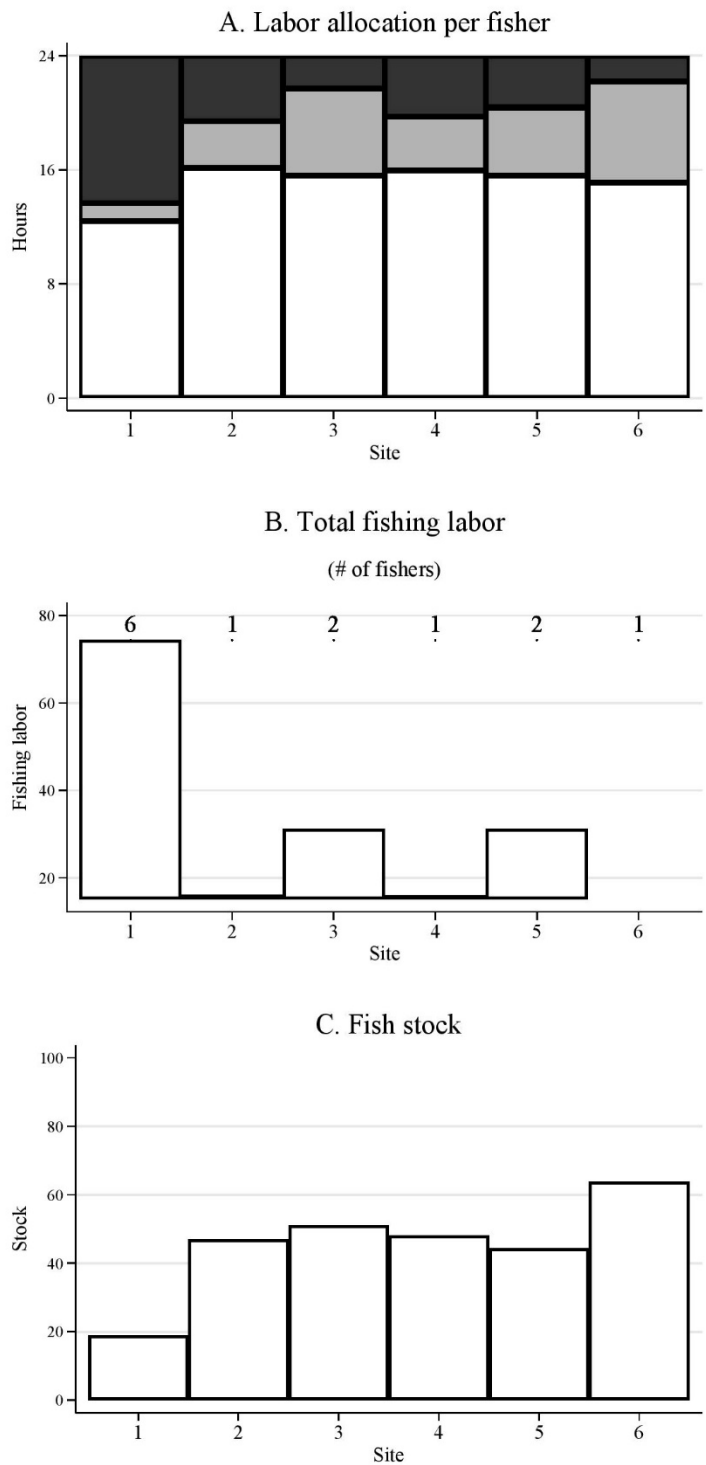 A. Labor allocation per fisher
24
16
8
0
Hours
1 2 3 4 5 6
Site
B. Total fishing labor
(# of fishers)
80
60
40
20
Fishing labor
6 1 2 1 2 1
1 2 3 4 5 6
Site
C. Fish stock
100
80
60
40
20
0
Stock
1 2 3 4 5 6
Site